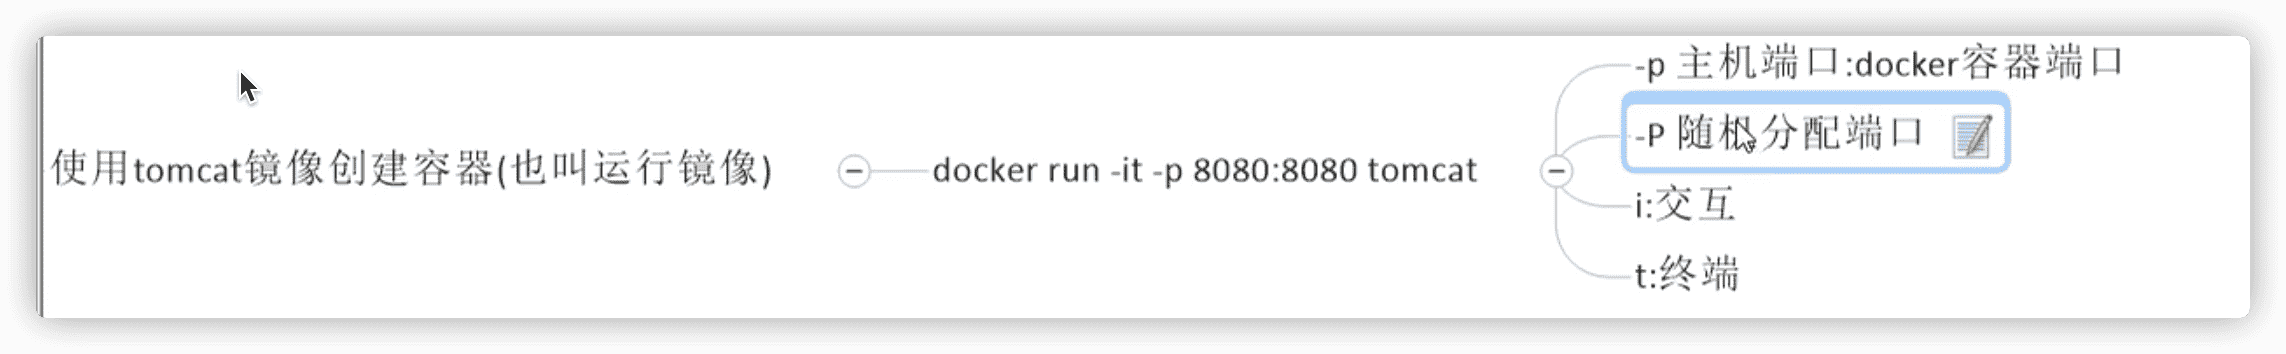 使用tomcat镜像创建容器(也叫运行镜像)
docker run -it -p 8080:8080 tomcat
-p 主机端口:docker容器端口
-P 随机分配端口
i:交互
t:终端